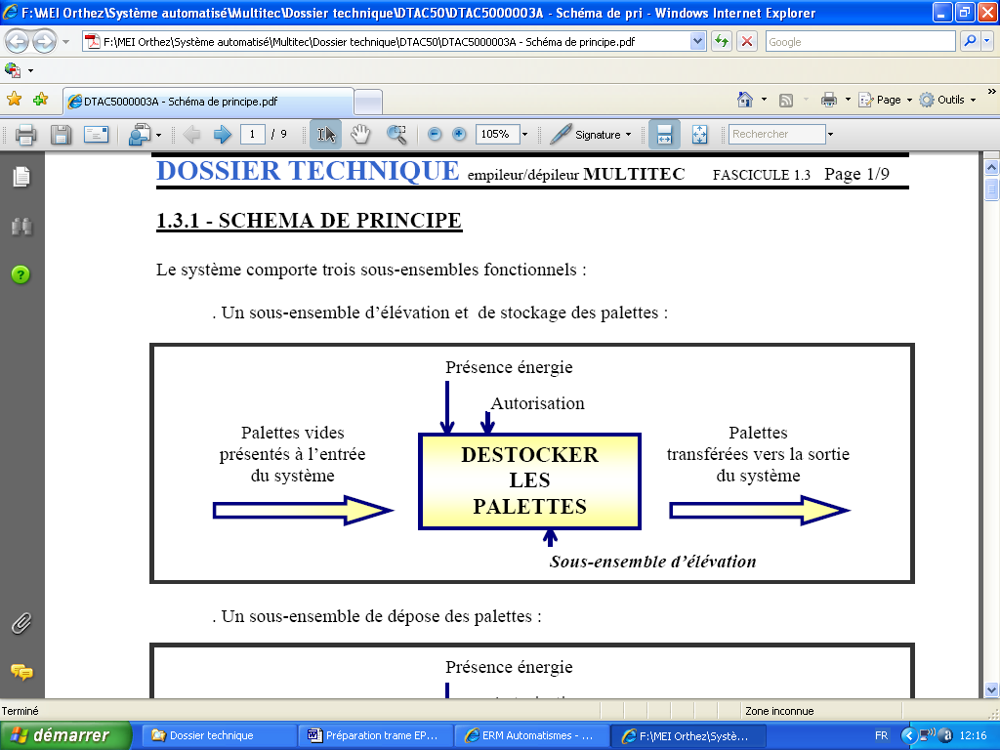 F:\MEI Orthez\Système automatisé\Multitec\Dossier technique\DTAC50\DTAC5000003A - Schéma de pri - Windows Internet Explorer
F:\MEI Orthez\Système automatisé\Multitec\Dossier technique\DTAC50\DTAC5000003A - Schéma de principe.pdf
Google
DTAC5000003A - Schéma de principe.pdf
Page
Outils
»
1 / 9
105%
Signature
Rechercher
DOSSIER TECHNIQUE empileur/dépileur MULTITEC FASCICULE 1.3 Page 1/9
1.3.1 - SCHEMA DE PRINCIPE
Le système comporte trois sous-ensembles fonctionnels :
. Un sous-ensemble d'élévation et de stockage des palettes :
Présence énergie
Autorisation
Palettes vides
présentés à l'entrée
du système
DESTOCKER
LES
PALETTES
Palettes
transférées vers la sortie
du système
Sous-ensemble d'élévation
. Un sous-ensemble de dépose des palettes :
Présence énergie
Terminé
Zone inconnue
démarrer
Dossier technique
Préparation trame EP...
ERM Automatismes - ...
F:\MEI Orthez\Systè...
FR
12:16